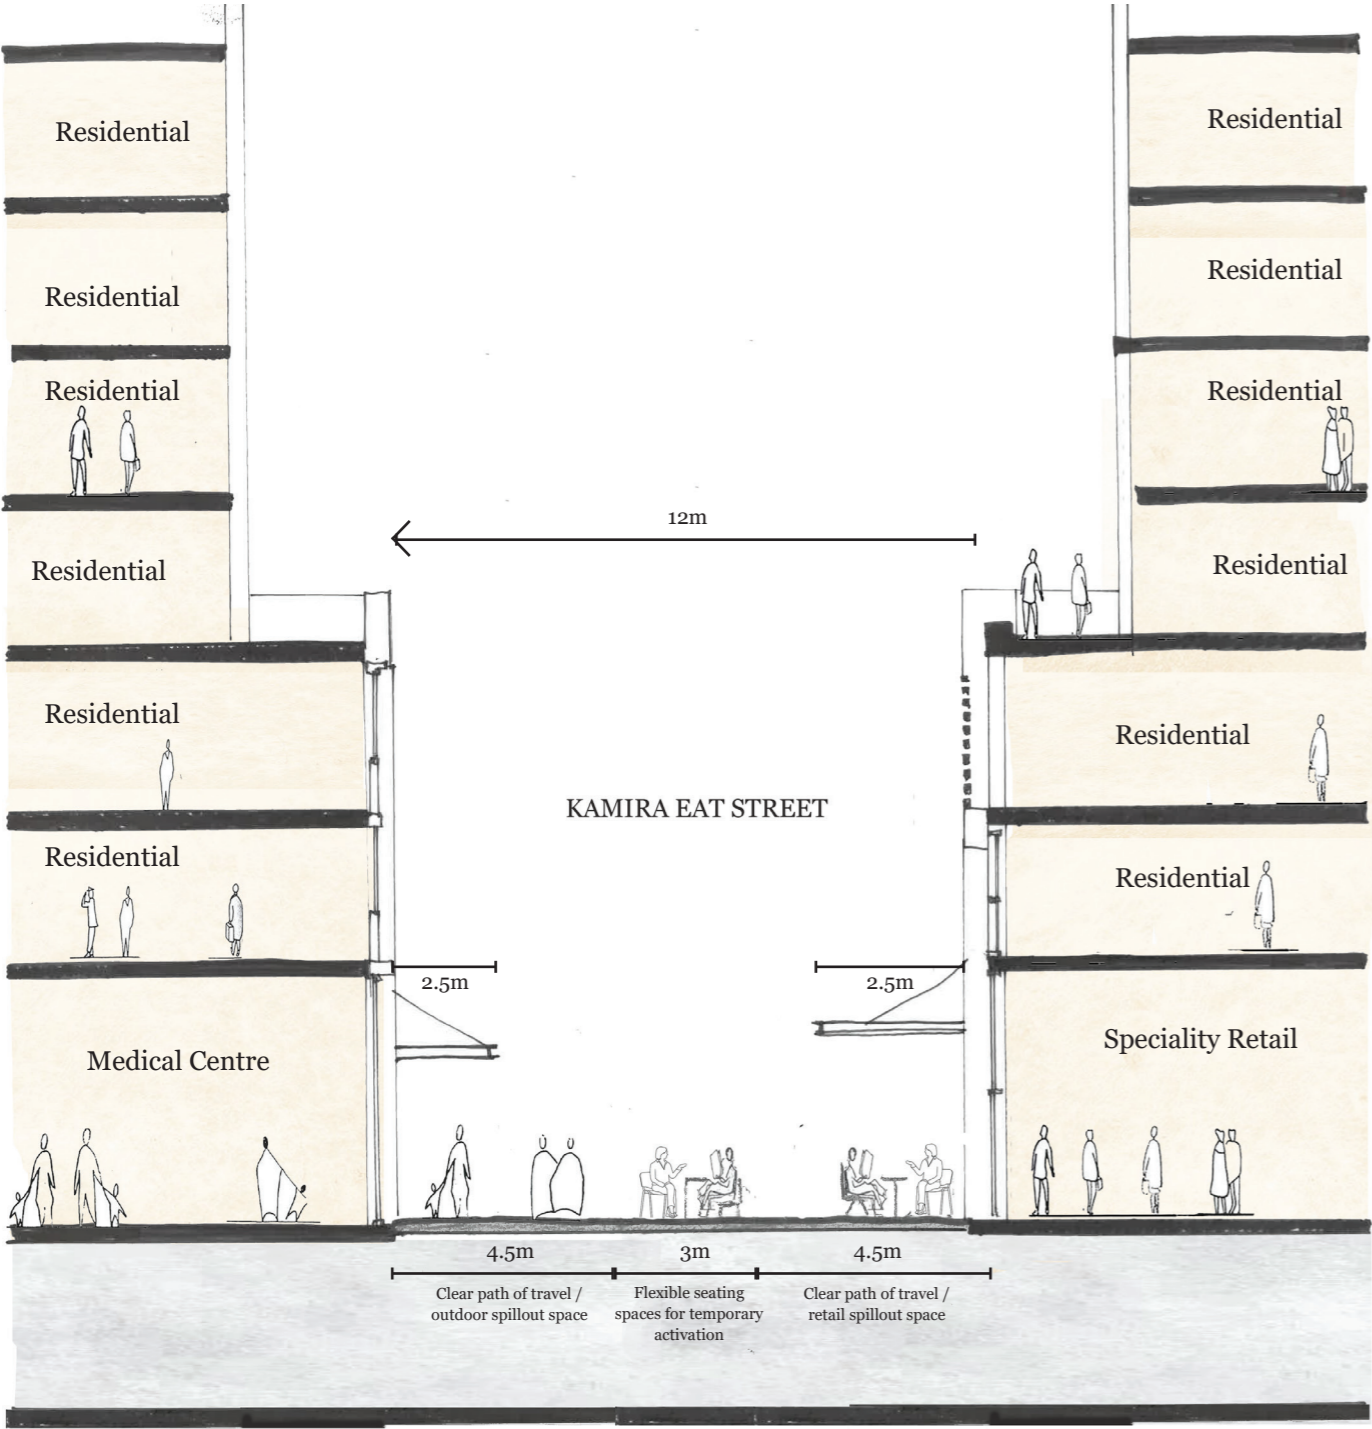 Residential
Residential
Residential
Residential
Residential
Residential
Residential
Residential
12m
Residential
Residential
Residential
Residential
KAMIRA EAT STREET
Residential
Residential
2.5m
2.5m
Medical Centre
Speciality Retail
4.5m
3m
4.5m
Clear path of travel /
outdoor spillout space
Flexible seating
spaces for temporary
activation
Clear path of travel /
retail spillout space